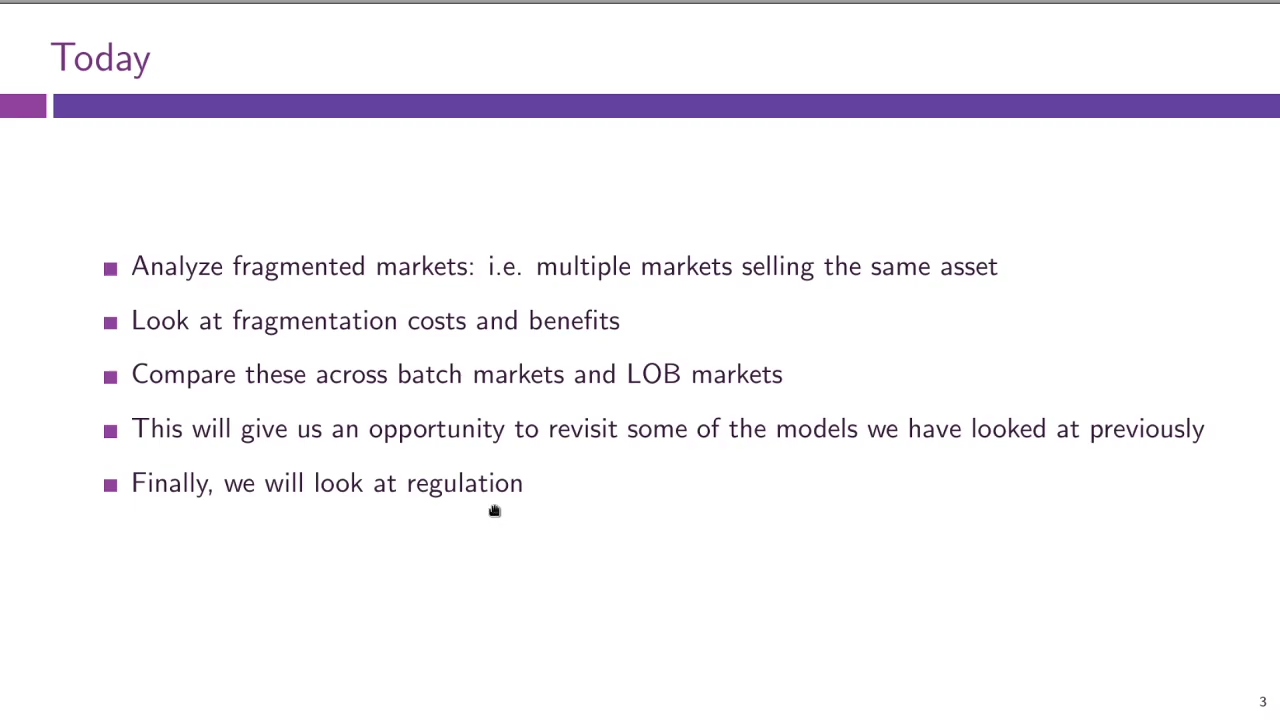 Today
Analyze fragmented markets: i.e. multiple markets selling the same asset
Look at fragmentation costs and benefits
Compare these across batch markets and LOB markets
This will give us an opportunity to revisit some of the models we have looked at previously
Finally, we will look at regulation
3